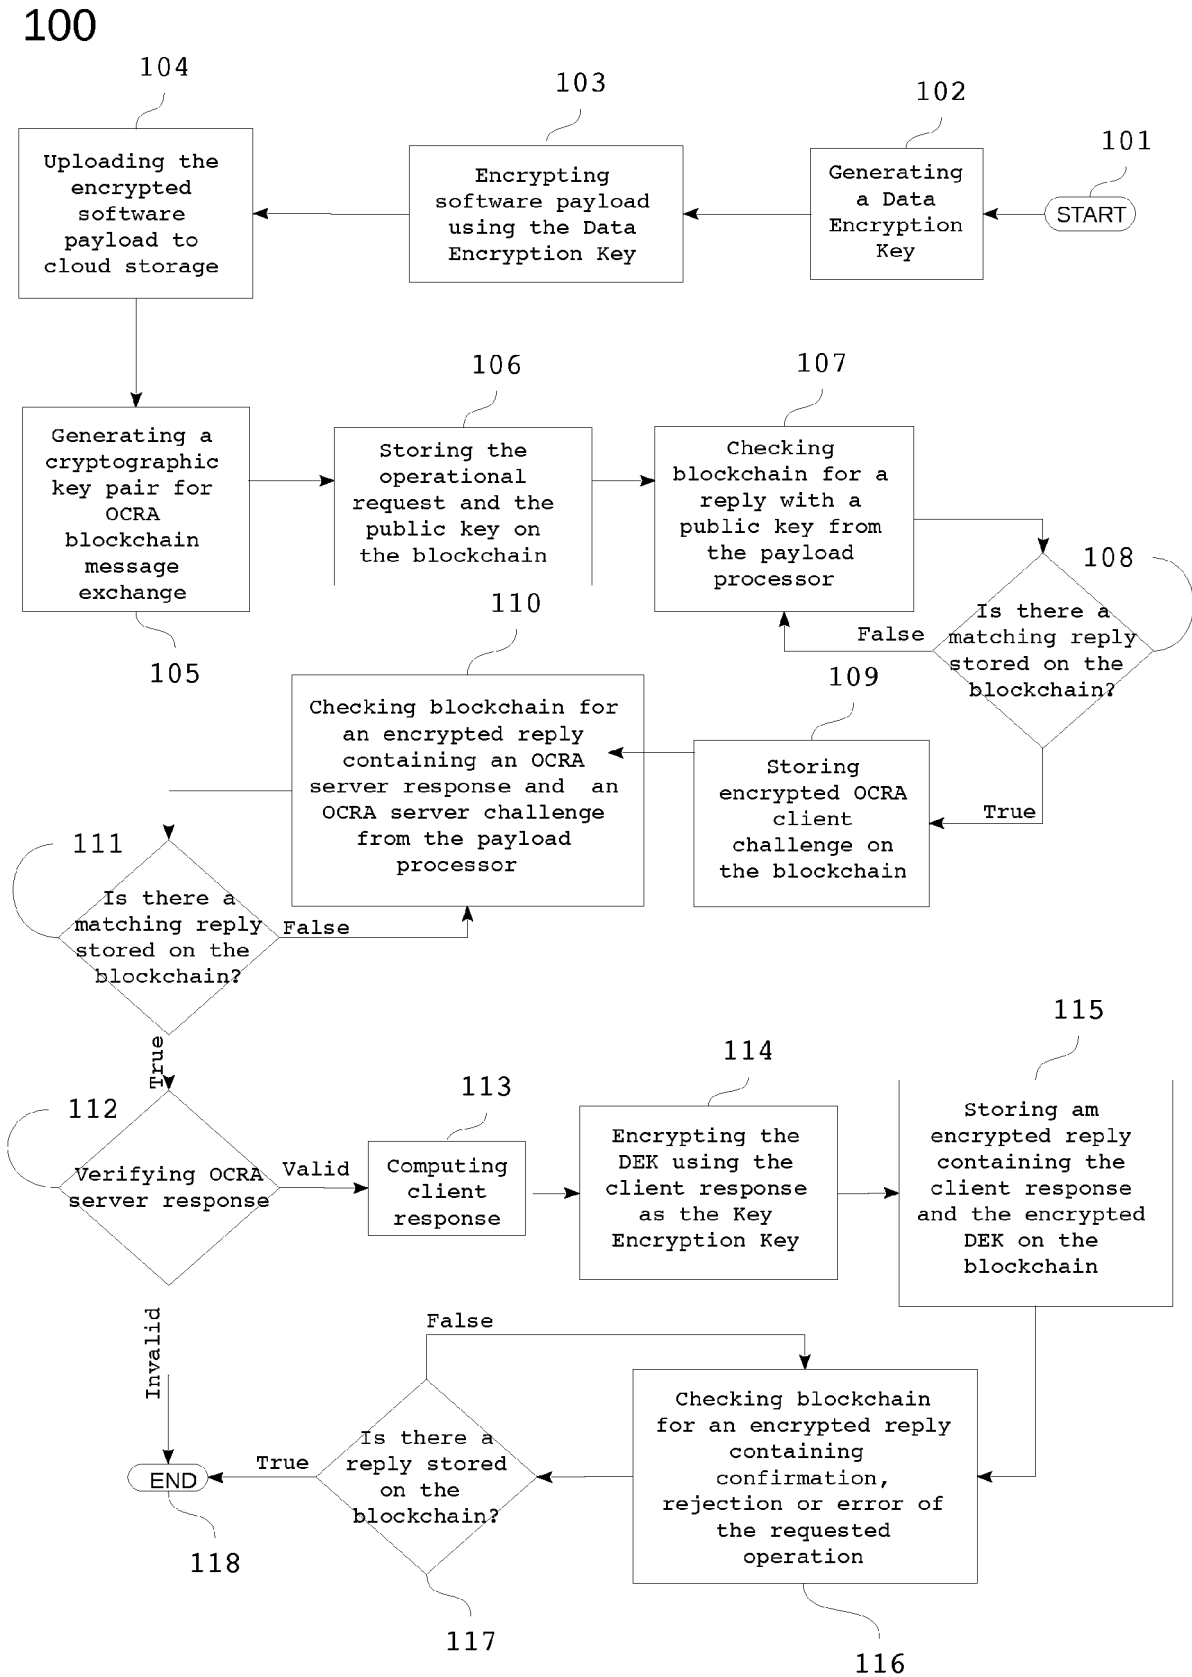 100
101
START
102
Generating
a Data
Encryption
Key
103
Encrypting
software payload
using the Data
Encryption Key
104
Uploading the
encrypted
software
payload to
cloud storage
Generating a
cryptographic
key pair for
OCRA
blockchain
message
exchange
105
106
Storing the
operational
request and the
public key on
the blockchain
107
Checking
blockchain for a
reply with a
public key from
the payload
processor
108
Is there a
matching reply
stored on the
blockchain?
False
True
109
Storing
encrypted OCRA
client
challenge on
the blockchain
110
Checking blockchain for
an encrypted reply
containing an OCRA
server response and an
OCRA server challenge
from the payload
processor
111
Is there a
matching reply
stored on the
blockchain?
False
True
112
Verifying OCRA
server response
Valid
Invalid
113
Computing
client
response
114
Encrypting the
DEK using the
client response
as the Key
Encryption Key
115
Storing am
encrypted reply
containing the
client response
and the encrypted
DEK on the
blockchain
Checking blockchain
for an encrypted reply
containing
confirmation,
rejection or error of
the requested
operation
116
False
Is there a
reply stored
on the
blockchain?
117
True
END
118